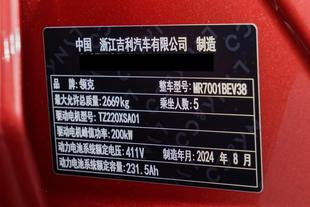 中国 浙江吉利汽车有限公司 制造
品牌：领克 整车型号：MR7001BEV38
最大允许总质量：2669kg 乘坐人数：5
驱动电机型号：TZ220XSA01
驱动电机峰值功率：200kW
动力电池系统额定电压：411V 制造年月：2024 年 8 月
动力电池系统额定容量：231.5Ah